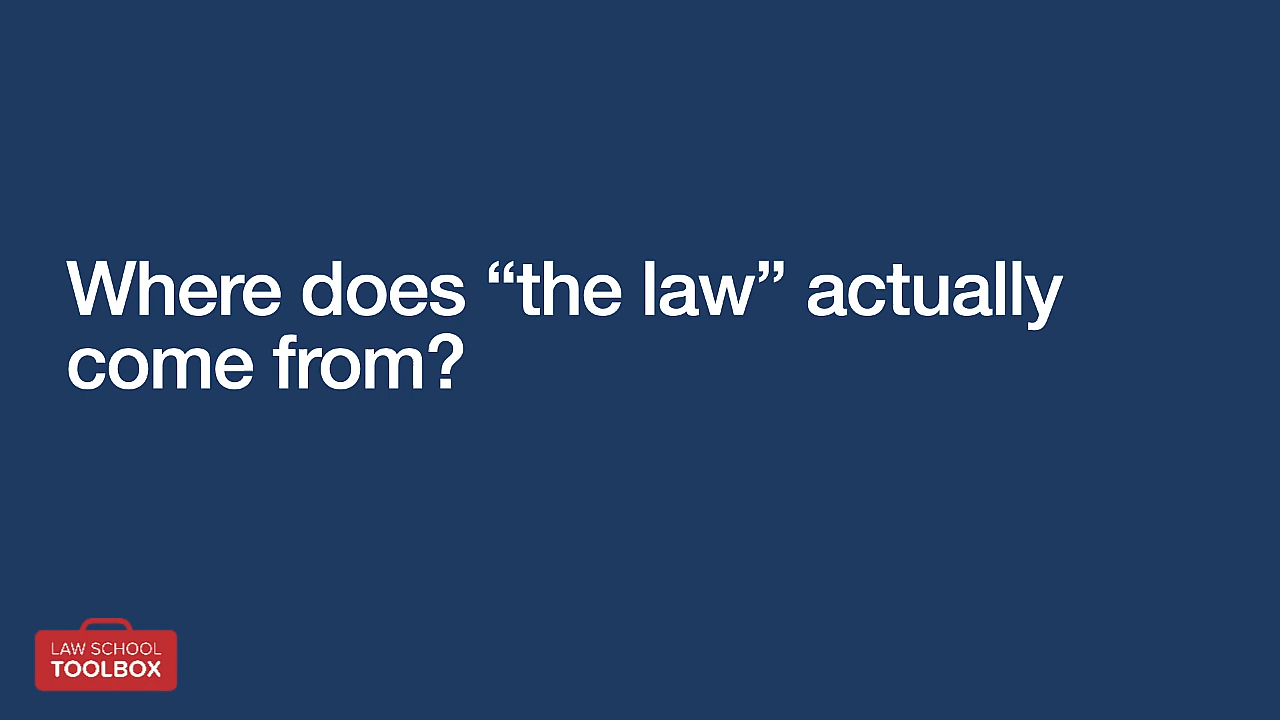 Where does “the law” actually
come from?
LAW SCHOOL
TOOLBOX